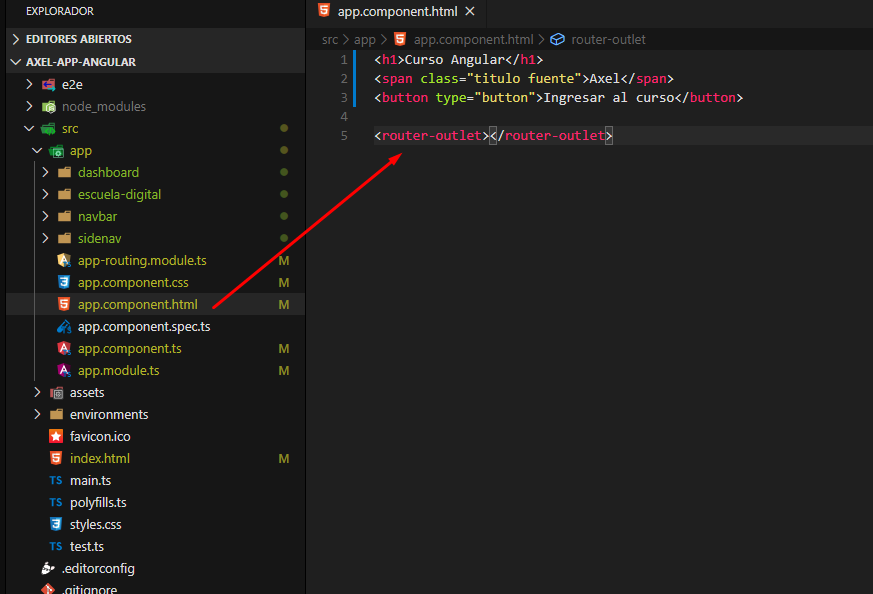 EXPLORADOR
EDITORES ABIERTOS
AXEL-APP-ANGULAR
e2e
node_modules
src
app
dashboard
escuela-digital
navbar
sidenav
app-routing.module.ts M
app.component.css M
app.component.html M
app.component.spec.ts
app.component.ts M
app.module.ts M
assets
environments
favicon.ico
index.html M
TS main.ts
TS polyfills.ts
styles.css
TS test.ts
.editorconfig
.gitignore
app.component.html ×
src > app > app.component.html > router-outlet
1 <h1>Curso Angular</h1>
2 <span class="titulo fuente">Axel</span>
3 <button type="button">Ingresar al curso</button>
4
5 <router-outlet></router-outlet>